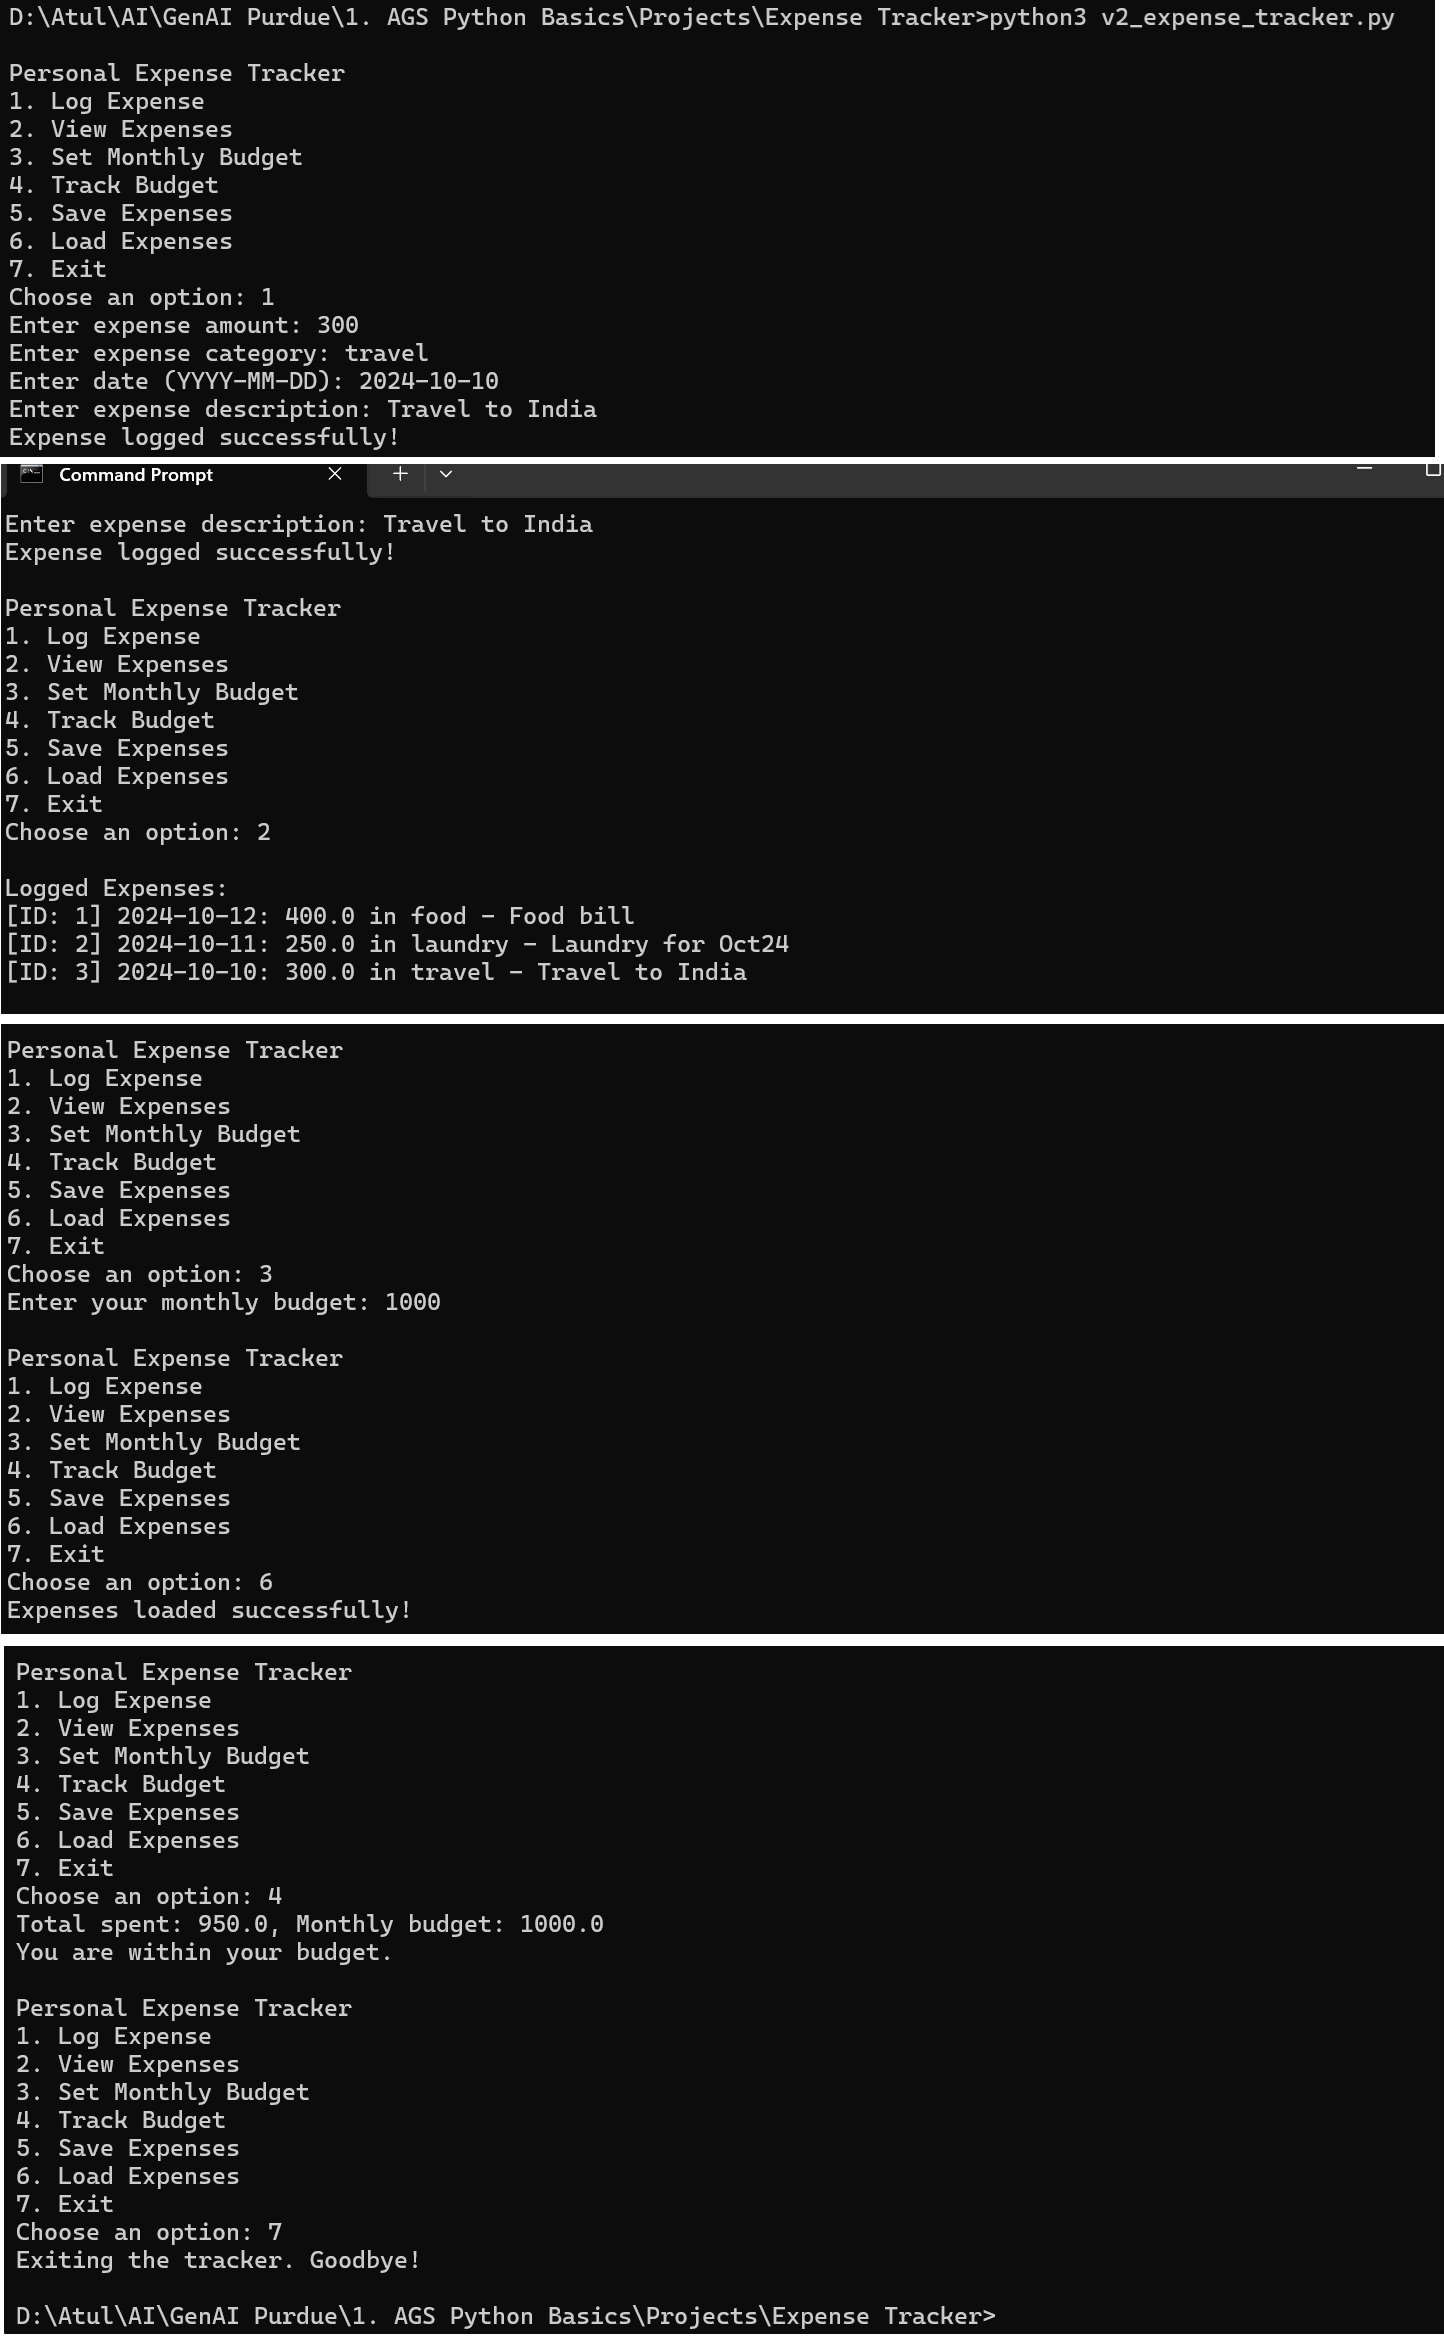 D:\Atul\AI\GenAI Purdue\1. AGS Python Basics\Projects\Expense Tracker>python3 v2_expense_tracker.py
Personal Expense Tracker
1. Log Expense
2. View Expenses
3. Set Monthly Budget
4. Track Budget
5. Save Expenses
6. Load Expenses
7. Exit
Choose an option: 1
Enter expense amount: 300
Enter expense category: travel
Enter date (YYYY-MM-DD): 2024-10-10
Enter expense description: Travel to India
Expense logged successfully!
Command Prompt
Enter expense description: Travel to India
Expense logged successfully!
Personal Expense Tracker
1. Log Expense
2. View Expenses
3. Set Monthly Budget
4. Track Budget
5. Save Expenses
6. Load Expenses
7. Exit
Choose an option: 2
Logged Expenses:
[ID: 1] 2024-10-12: 400.0 in food - Food bill
[ID: 2] 2024-10-11: 250.0 in laundry - Laundry for Oct24
[ID: 3] 2024-10-10: 300.0 in travel - Travel to India
Personal Expense Tracker
1. Log Expense
2. View Expenses
3. Set Monthly Budget
4. Track Budget
5. Save Expenses
6. Load Expenses
7. Exit
Choose an option: 3
Enter your monthly budget: 1000
Personal Expense Tracker
1. Log Expense
2. View Expenses
3. Set Monthly Budget
4. Track Budget
5. Save Expenses
6. Load Expenses
7. Exit
Choose an option: 6
Expenses loaded successfully!
Personal Expense Tracker
1. Log Expense
2. View Expenses
3. Set Monthly Budget
4. Track Budget
5. Save Expenses
6. Load Expenses
7. Exit
Choose an option: 4
Total spent: 950.0, Monthly budget: 1000.0
You are within your budget.
Personal Expense Tracker
1. Log Expense
2. View Expenses
3. Set Monthly Budget
4. Track Budget
5. Save Expenses
6. Load Expenses
7. Exit
Choose an option: 7
Exiting the tracker. Goodbye!
D:\Atul\AI\GenAI Purdue\1. AGS Python Basics\Projects\Expense Tracker>